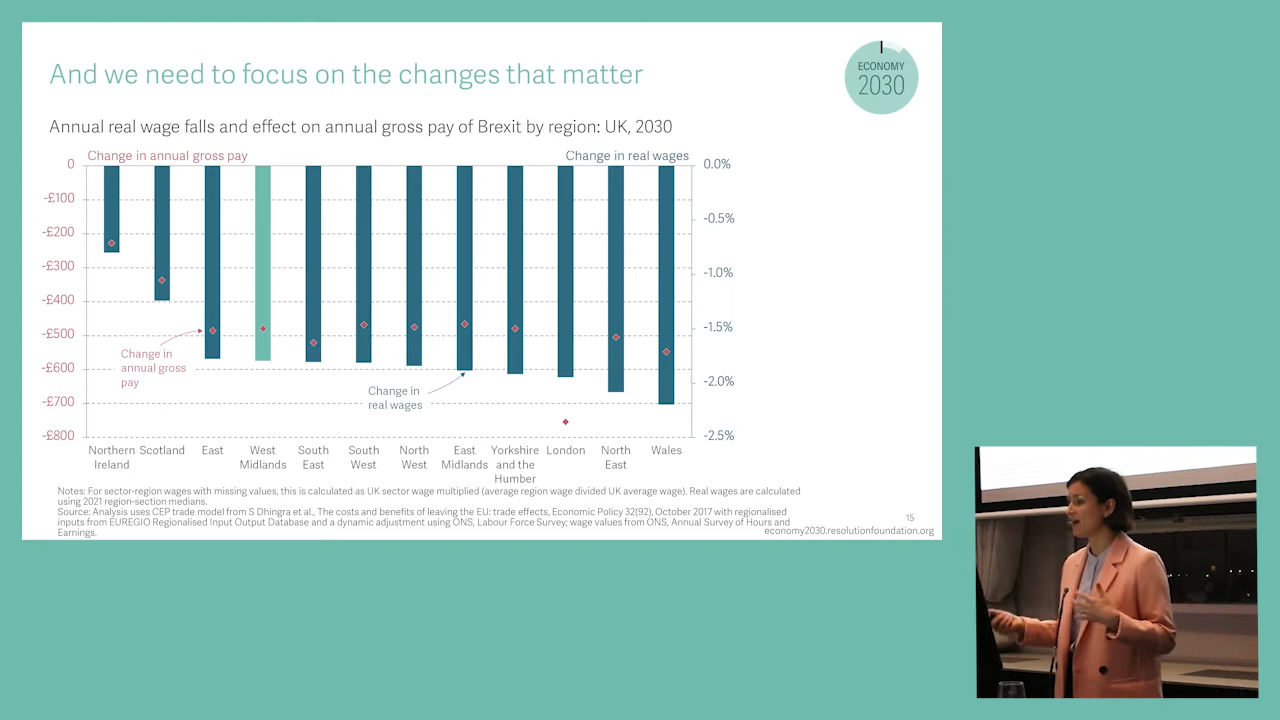 And we need to focus on the changes that matter
ECONOMY
2030
Annual real wage falls and effect on annual gross pay of Brexit by region: UK, 2030
Change in annual gross pay
Change in real wages
0
-£100
-£200
-£300
-£400
-£500
-£600
-£700
-£800
0.0%
-0.5%
-1.0%
-1.5%
-2.0%
-2.5%
Change in
annual gross
pay
Change in
real wages
Northern
Ireland
Scotland
East
West
Midlands
South
East
South
West
North
West
East
Midlands
Yorkshire
and the
Humber
London
North
East
Wales
Notes: For sector-region wages with missing values, this is calculated as UK sector wage multiplied (average region wage divided UK average wage). Real wages are calculated
using 2021 region-section medians.
Source: Analysis uses CEP trade model from S Dhingra et al., The costs and benefits of leaving the EU: trade effects, Economic Policy 32(92), October 2017 with regionalised
inputs from EUREGIO Regionalised Input Output Database and a dynamic adjustment using ONS, Labour Force Survey; wage values from ONS, Annual Survey of Hours and
Earnings.
15
economy2030.resolutionfoundation.org